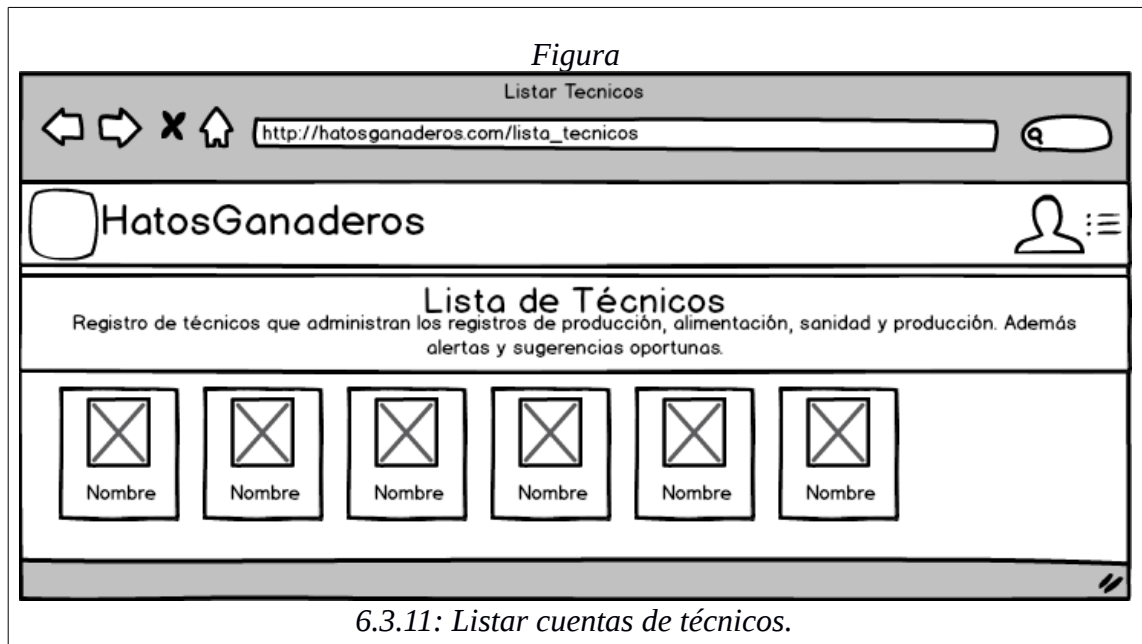 Figura
Listar Tecnicos
http://hatosganaderos.com/lista_tecnicos
HatosGanaderos
Lista de Técnicos
Registro de técnicos que administran los registros de producción, alimentación, sanidad y producción. Además
alertas y sugerencias oportunas.
Nombre Nombre Nombre Nombre Nombre Nombre
6.3.11: Listar cuentas de técnicos.